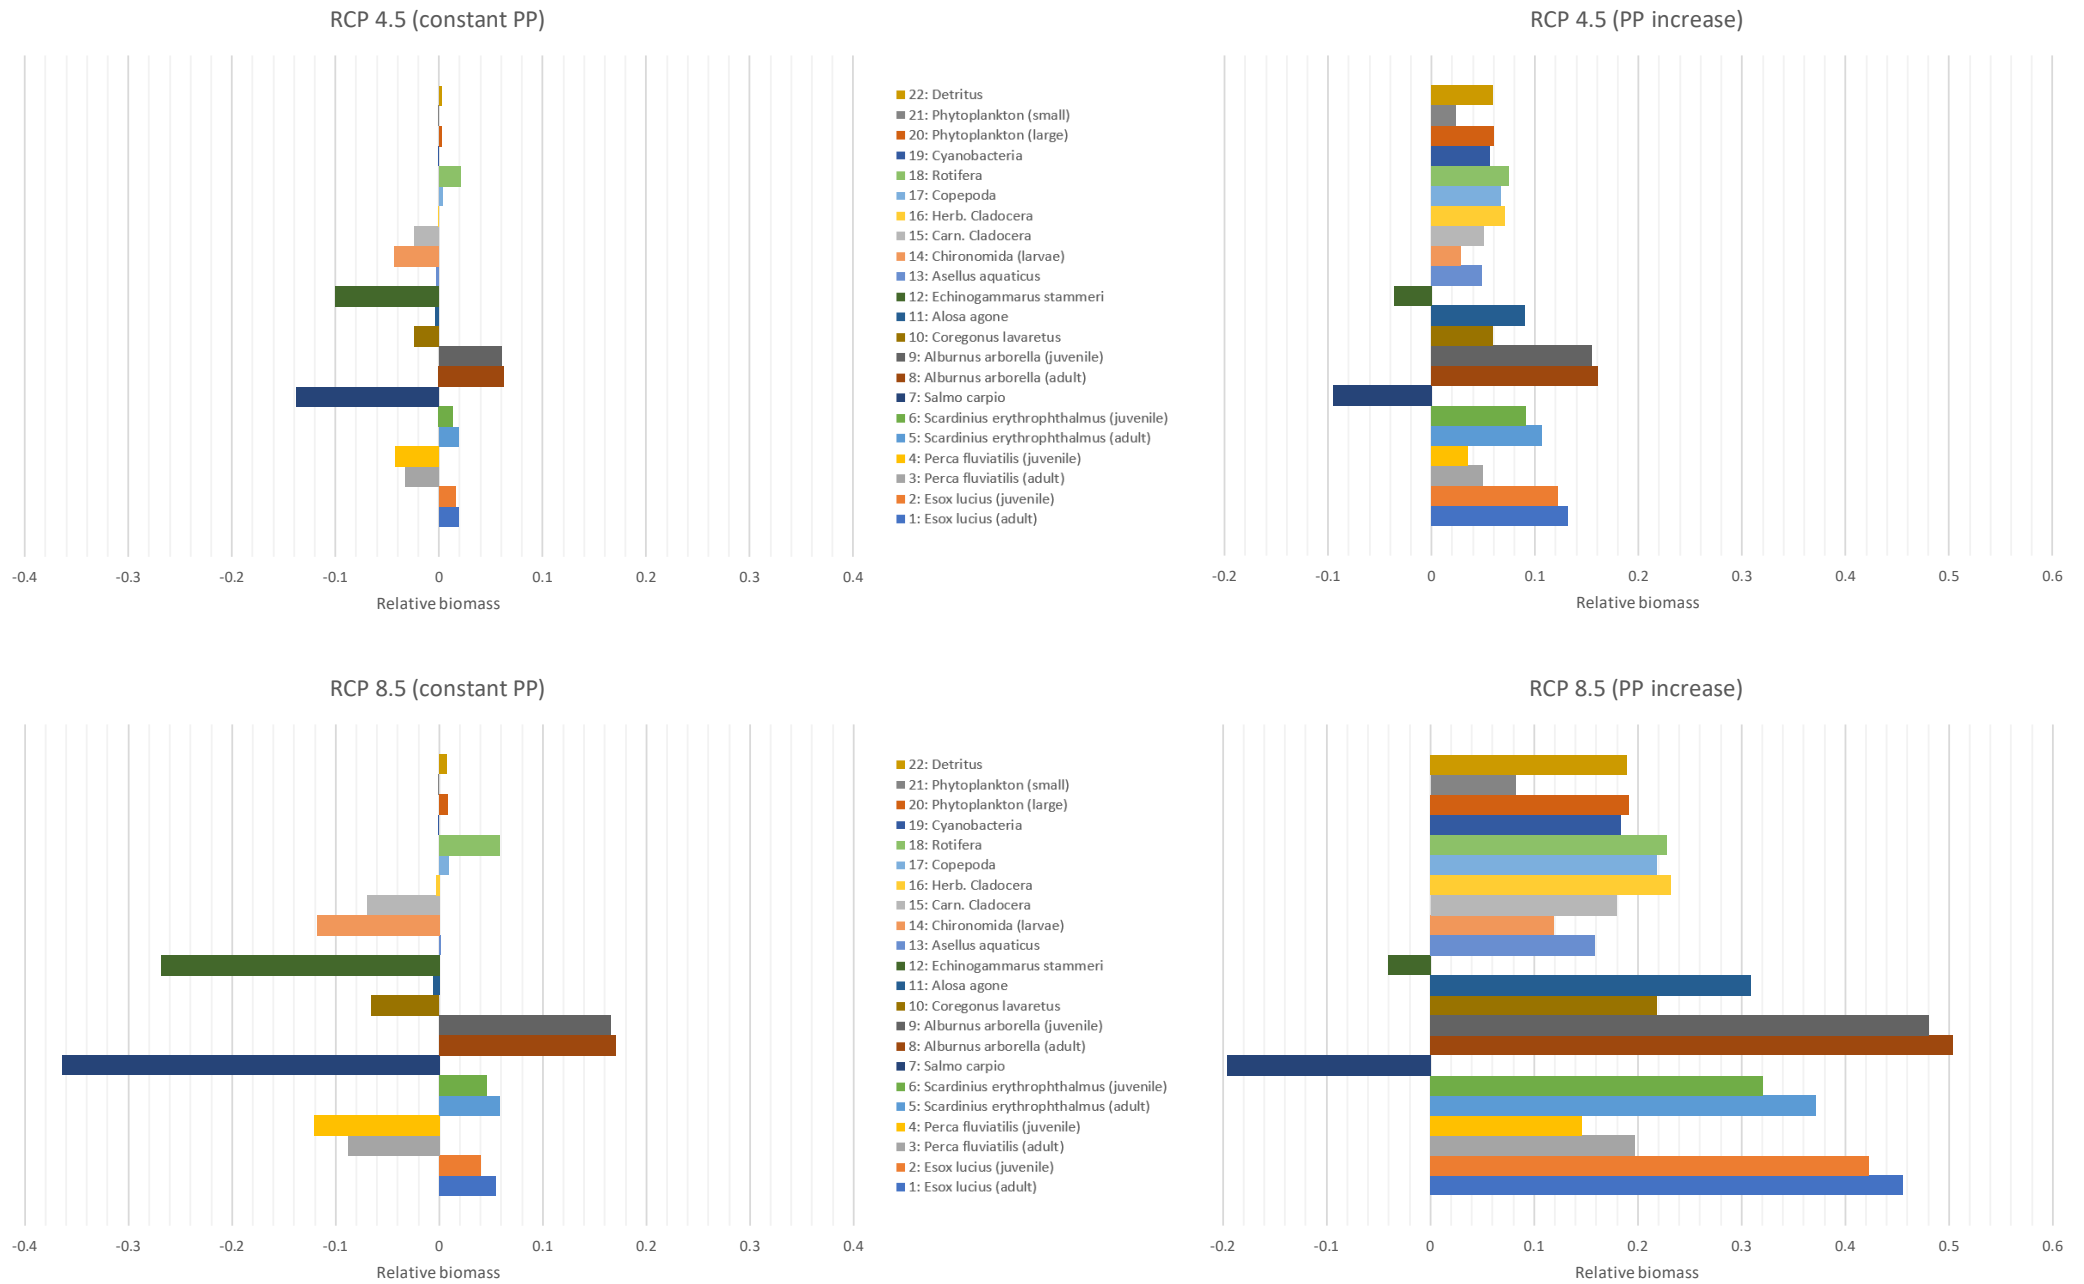 RCP 4.5 (constant PP)
RCP 4.5 (PP increase)
22: Detritus
21: Phytoplankton (small)
20: Phytoplankton (large)
19: Cyanobacteria
18: Rotifera
17: Copepoda
16: Herb. Cladocera
15: Carn. Cladocera
14: Chironomida (larvae)
13: Asellus aquaticus
12: Echinogammarus stammeri
11: Alosa agone
10: Coregonus lavaretus
9: Alburnus arborella (juvenile)
8: Alburnus arborella (adult)
7: Salmo carpio
6: Scardinius erythrophthalmus (juvenile)
5: Scardinius erythrophthalmus (adult)
4: Perca fluviatilis (juvenile)
3: Perca fluviatilis (adult)
2: Esox lucius (juvenile)
1: Esox lucius (adult)
-0.4 -0.3 -0.2 -0.1 0 0.1 0.2 0.3 0.4
-0.2 -0.1 0 0.1 0.2 0.3 0.4 0.5 0.6
Relative biomass
Relative biomass
RCP 8.5 (constant PP)
RCP 8.5 (PP increase)
22: Detritus
21: Phytoplankton (small)
20: Phytoplankton (large)
19: Cyanobacteria
18: Rotifera
17: Copepoda
16: Herb. Cladocera
15: Carn. Cladocera
14: Chironomida (larvae)
13: Asellus aquaticus
12: Echinogammarus stammeri
11: Alosa agone
10: Coregonus lavaretus
9: Alburnus arborella (juvenile)
8: Alburnus arborella (adult)
7: Salmo carpio
6: Scardinius erythrophthalmus (juvenile)
5: Scardinius erythrophthalmus (adult)
4: Perca fluviatilis (juvenile)
3: Perca fluviatilis (adult)
2: Esox lucius (juvenile)
1: Esox lucius (adult)
-0.4 -0.3 -0.2 -0.1 0 0.1 0.2 0.3 0.4
-0.2 -0.1 0 0.1 0.2 0.3 0.4 0.5 0.6
Relative biomass
Relative biomass